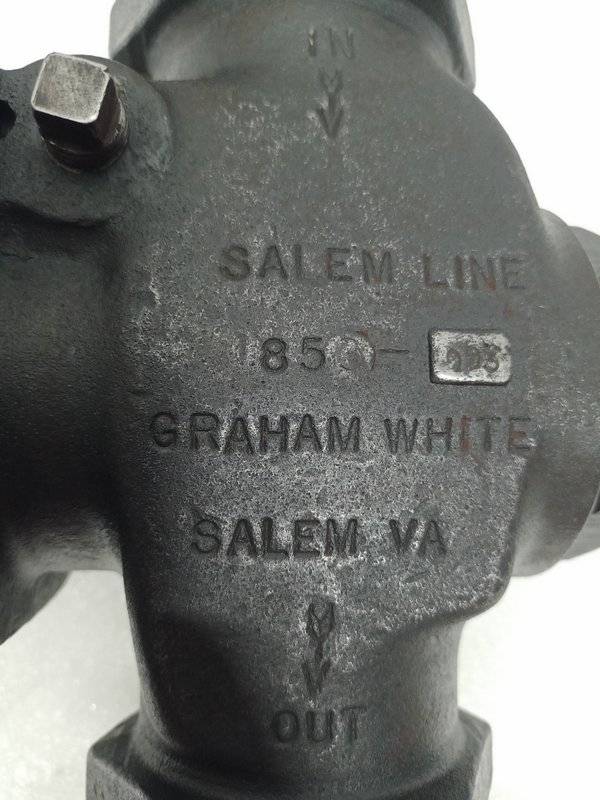 IN
SALEM LINE
GRAHAM WHITE
SALEM VA
OUT